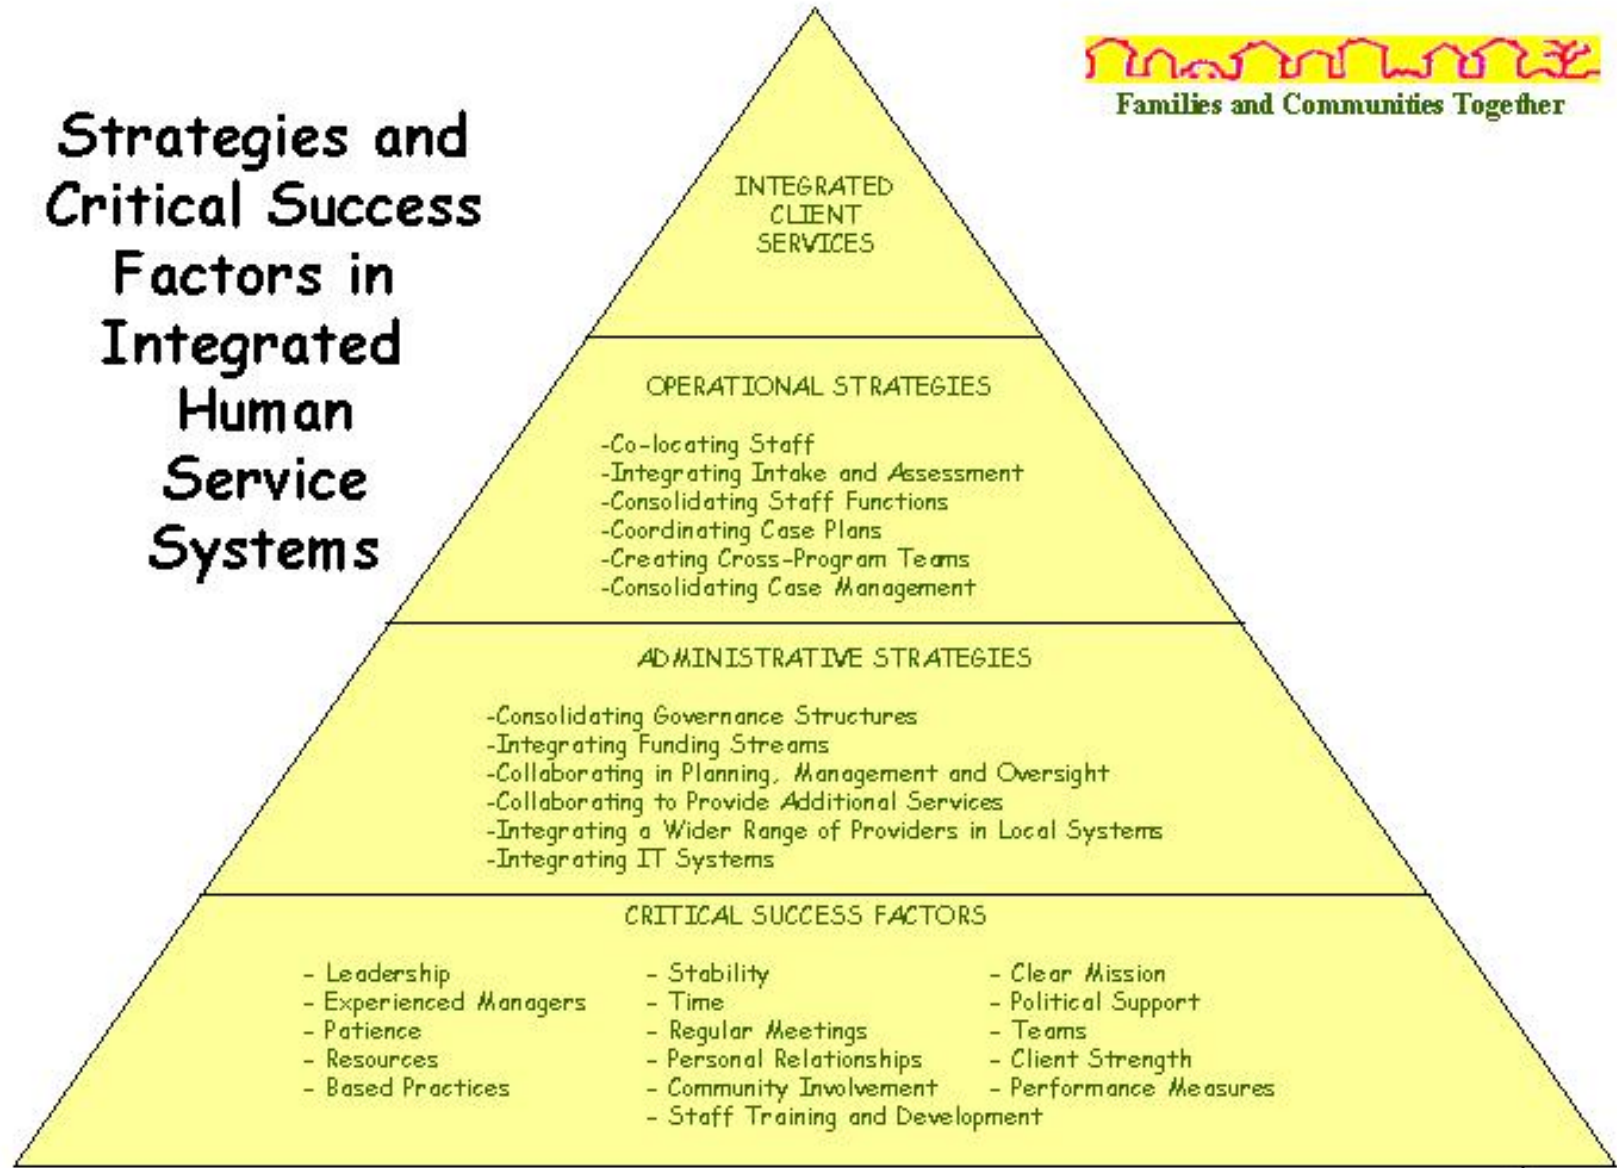 Strategies and
Critical Success
Factors in
Integrated
Human
Service
Systems
Families and Communities Together
INTEGRATED
CLIENT
SERVICES
OPERATIONAL STRATEGIES
-Co-locating Staff
-Integrating Intake and Assessment
-Consolidating Staff Functions
-Coordinating Case Plans
-Creating Cross-Program Teams
-Consolidating Case Management
ADMINISTRATIVE STRATEGIES
-Consolidating Governance Structures
-Integrating Funding Streams
-Collaborating in Planning, Management and Oversight
-Collaborating to Provide Additional Services
-Integrating a Wider Range of Providers in Local Systems
-Integrating IT Systems
CRITICAL SUCCESS FACTORS
- Leadership
- Experienced Managers
- Patience
- Resources
- Based Practices
- Stability
- Time
- Regular Meetings
- Personal Relationships
- Community Involvement
- Staff Training and Development
- Clear Mission
- Political Support
- Teams
- Client Strength
- Performance Measures